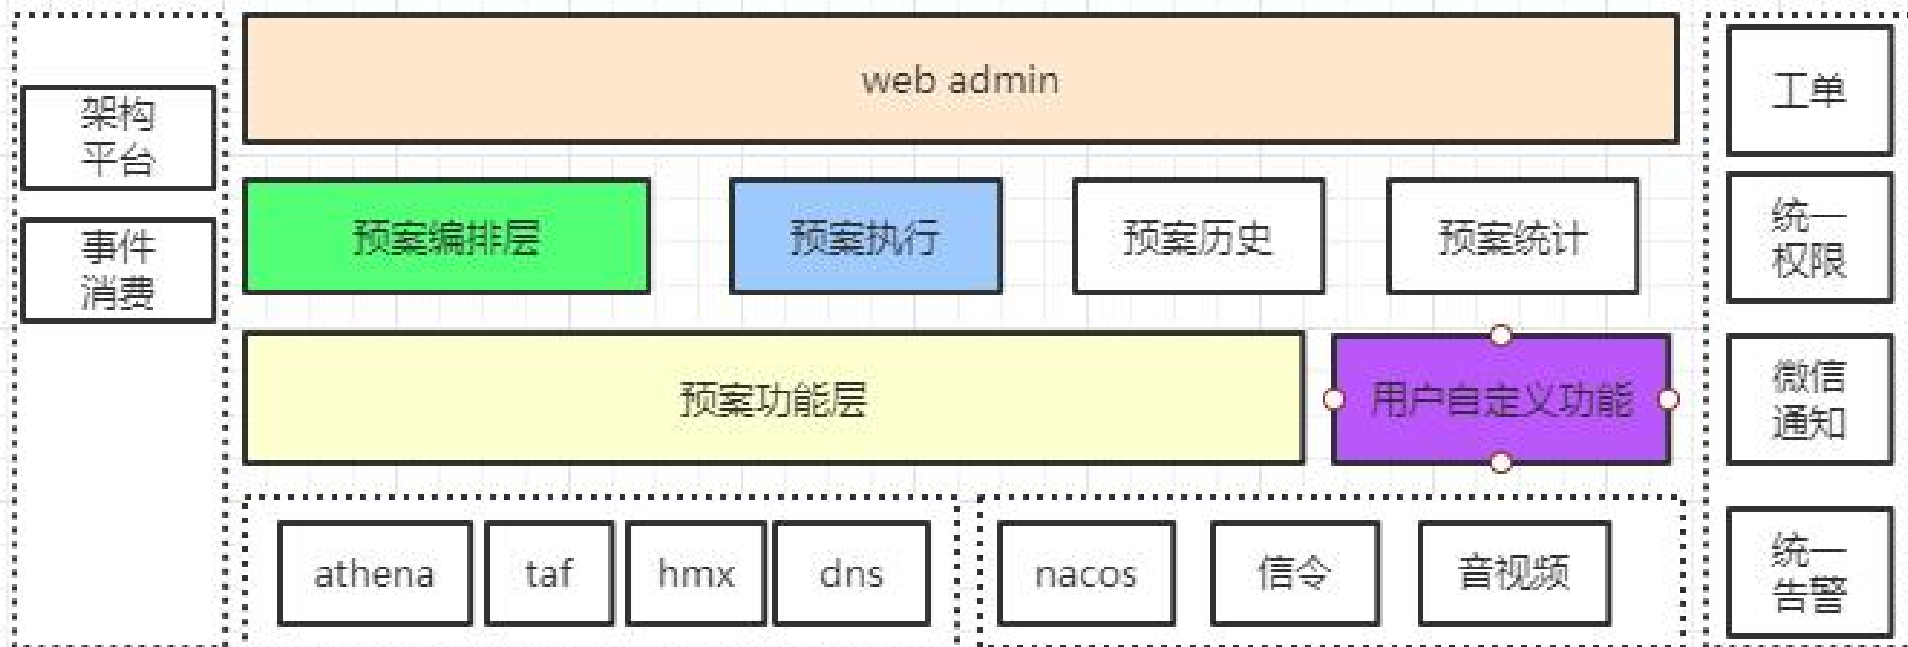 架构
平台
事件
消费
web admin
预案编排层
预案执行
预案历史
预案统计
预案功能层
用户自定义功能
athena
taf
hmx
dns
nacos
信令
音视频
工单
统一
权限
微信
通知
统一
告警